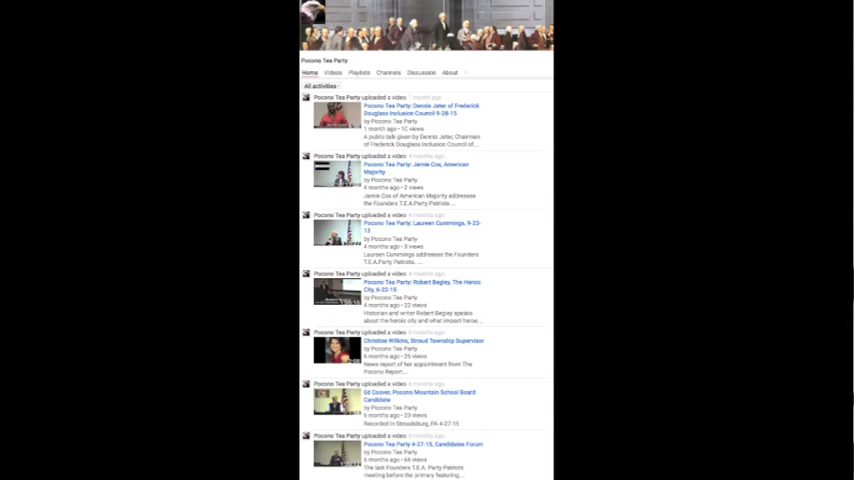 Pocono Tea Party
Home Videos Playlists Channels Discussion About
All activities
Pocono Tea Party uploaded a video 1 month ago
Pocono Tea Party: Dennis Jeter of Frederick
Douglass Inclusion Council 9-28-15
by Pocono Tea Party
1 month ago • 10 views
A public talk given by Dennis Jeter, Chairman
of Frederick Douglass Inclusion Council of...
Pocono Tea Party uploaded a video 4 months ago
Pocono Tea Party: Jamie Cox, American
Majority
by Pocono Tea Party
4 months ago • 2 views
Jamie Cox of American Majority addresses
the Founders T.E.A.Party Patriots. ...
Pocono Tea Party uploaded a video 4 months ago
Pocono Tea Party: Laureen Cummings, 9-23-
13
by Pocono Tea Party
4 months ago • 3 views
Laureen Cummings addresses the Founders
T.E.A.Party Patriots. ...
Pocono Tea Party uploaded a video 4 months ago
Pocono Tea Party: Robert Begley, The Heroic
City, 6-22-15
by Pocono Tea Party
4 months ago • 22 views
Historian and writer Robert Begley speaks
about the heroic city and what impact heroe...
Pocono Tea Party uploaded a video 6 months ago
Christine Wilkins, Stroud Township Supervisor
by Pocono Tea Party
6 months ago • 25 views
News report of her appointment from The
Pocono Report...
Pocono Tea Party uploaded a video 6 months ago
Ed Coover, Pocono Mountain School Board
Candidate
by Pocono Tea Party
6 months ago • 23 views
Recorded in Stroudsburg, PA 4-27-15
Pocono Tea Party uploaded a video 6 months ago
Pocono Tea Party 4-27-15, Candidates Forum
by Pocono Tea Party
6 months ago • 66 views
The last Founders T.E.A. Party Patriots
meeting before the primary featuring...